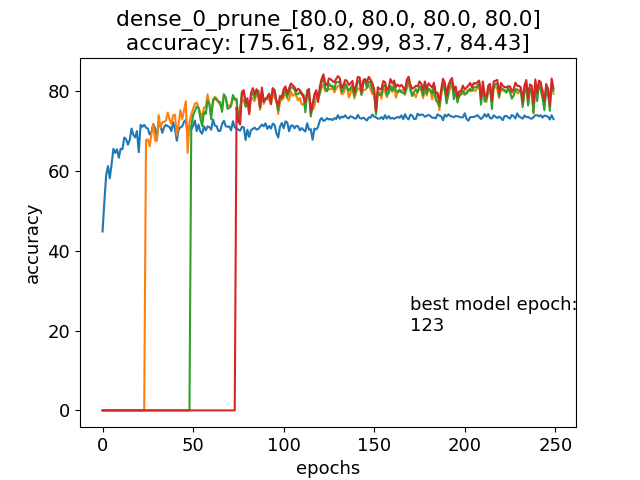 dense_0_prune_[80.0, 80.0, 80.0, 80.0]
accuracy: [75.61, 82.99, 83.7, 84.43]
80
60
40
20
0
accuracy
best model epoch:
123
0 50 100 150 200 250
epochs